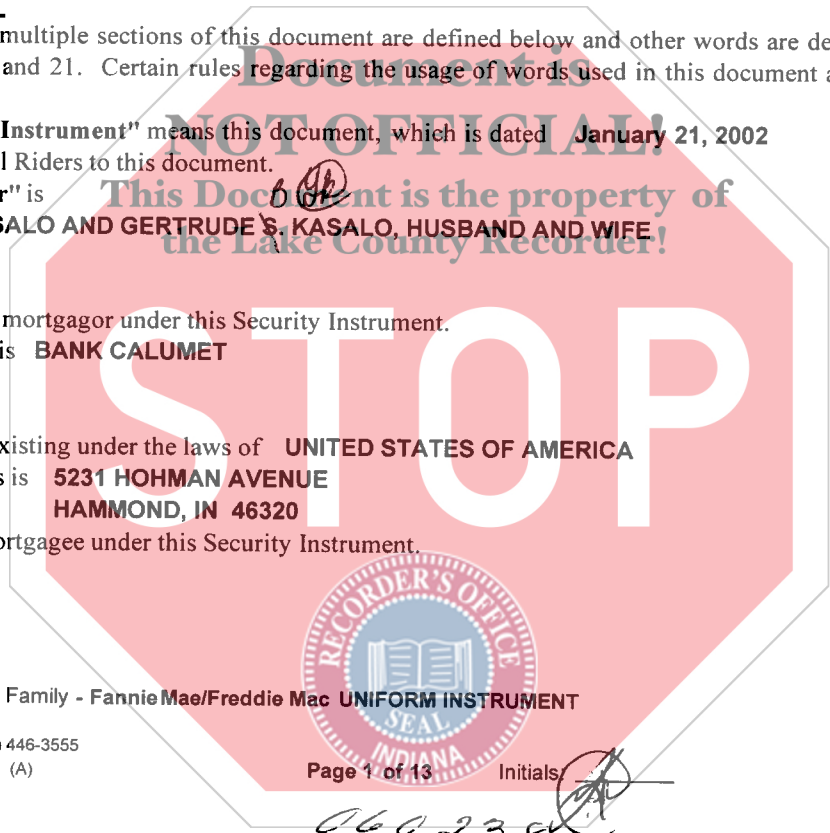 multiple sections of this document are defined below and other words are de
and 21. Certain rules regarding the usage of words used in this document a
Document is
Instrument" means this document, which is dated January 21, 2002
NOT OFFICIAL!
l Riders to this document.
r" is
This Document is the property of
SALO AND GERTRUDE S. KASALO, HUSBAND AND WIFE
the Lake County Recorder!
mortgagor under this Security Instrument.
is BANK CALUMET
STOP
xisting under the laws of UNITED STATES OF AMERICA
s is 5231 HOHMAN AVENUE
HAMMOND, IN 46320
ortgagee under this Security Instrument.
RECORDER'S OFFICE
SEAL
INDIANA
Family - Fannie Mae/Freddie Mac UNIFORM INSTRUMENT
446-3555
(A)
Page 1 of 13 Initials: